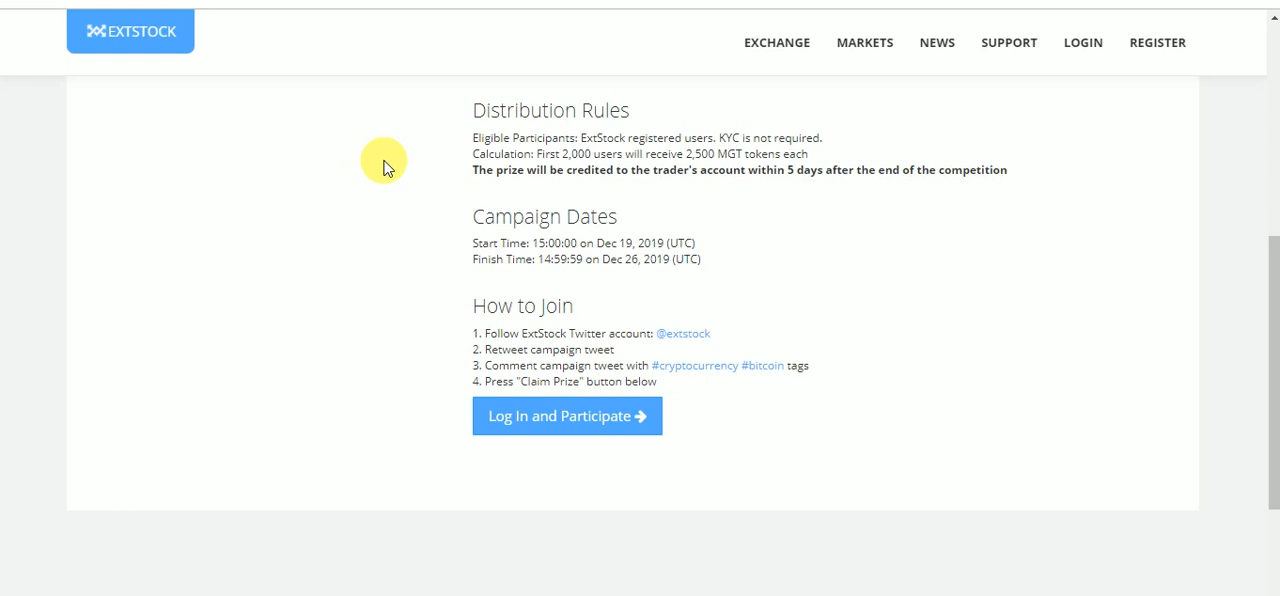 EXTSTOCK
EXCHANGE MARKETS NEWS SUPPORT LOGIN REGISTER
Distribution Rules
Eligible Participants: ExtStock registered users. KYC is not required.
Calculation: First 2,000 users will receive 2,500 MGT tokens each
The prize will be credited to the trader's account within 5 days after the end of the competition
Campaign Dates
Start Time: 15:00:00 on Dec 19, 2019 (UTC)
Finish Time: 14:59:59 on Dec 26, 2019 (UTC)
How to Join
1. Follow ExtStock Twitter account: @extstock
2. Retweet campaign tweet
3. Comment campaign tweet with #cryptocurrency #bitcoin tags
4. Press "Claim Prize" button below
Log In and Participate